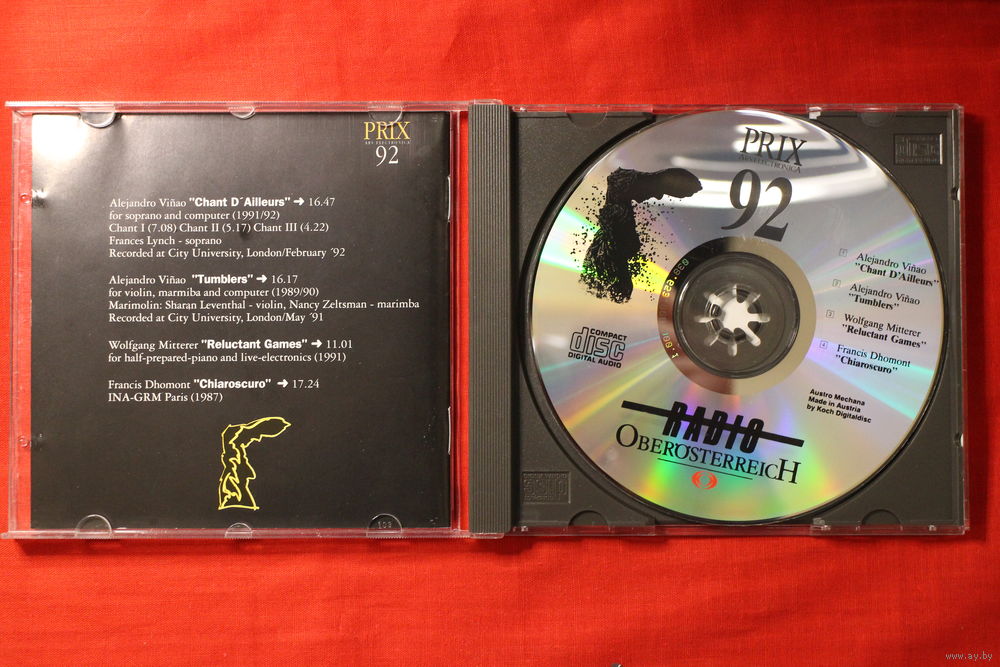 PRIX
ARS ELECTRONICA
92
Alejandro Viñao "Chant D´Ailleurs" ➔ 16.47
for soprano and computer (1991/92)
Chant I (7.08) Chant II (5.17) Chant III (4.22)
Frances Lynch - soprano
Recorded at City University, London/February ´92
Alejandro Viñao "Tumblers" ➔ 16.17
for violin, marmiba and computer (1989/90)
Marimolin: Sharan Leventhal - violin, Nancy Zeltsman - marimba
Recorded at City University, London/May ´91
Wolfgang Mitterer "Reluctant Games" ➔ 11.01
for half-prepared-piano and live-electronics (1991)
Francis Dhomont "Chiaroscuro" ➔ 17.24
INA-GRM Paris (1987)
103
PRIX
ARS ELECTRONICA
92
1 Alejandro Viñao
"Chant D'Ailleurs"
2 Alejandro Viñao
"Tumblers"
3 Wolfgang Mitterer
"Reluctant Games"
4 Francis Dhomont
"Chiaroscuro"
COMPACT
disc
DIGITAL AUDIO
Austro Mechana
Made in Austria
by Koch Digitaldisc
RADIO
OBERÖSTERREICH
disc
www.ay.by